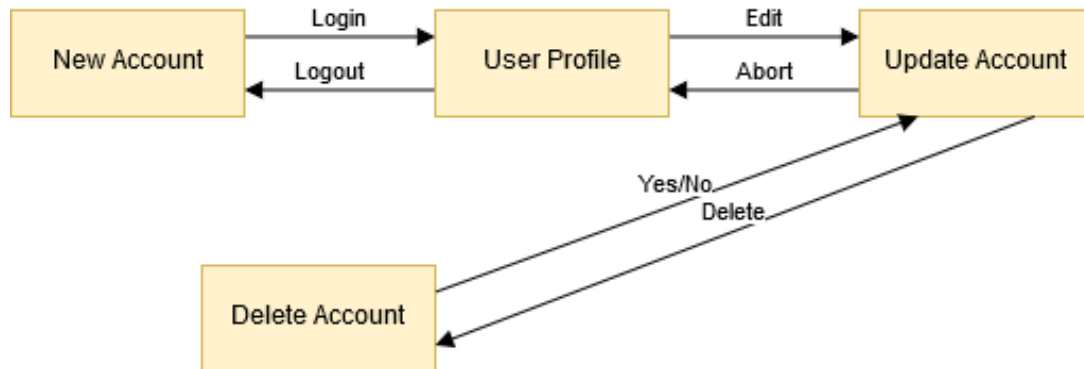 Login
Edit
New Account
User Profile
Update Account
Logout
Abort
Yes/No
Delete
Delete Account